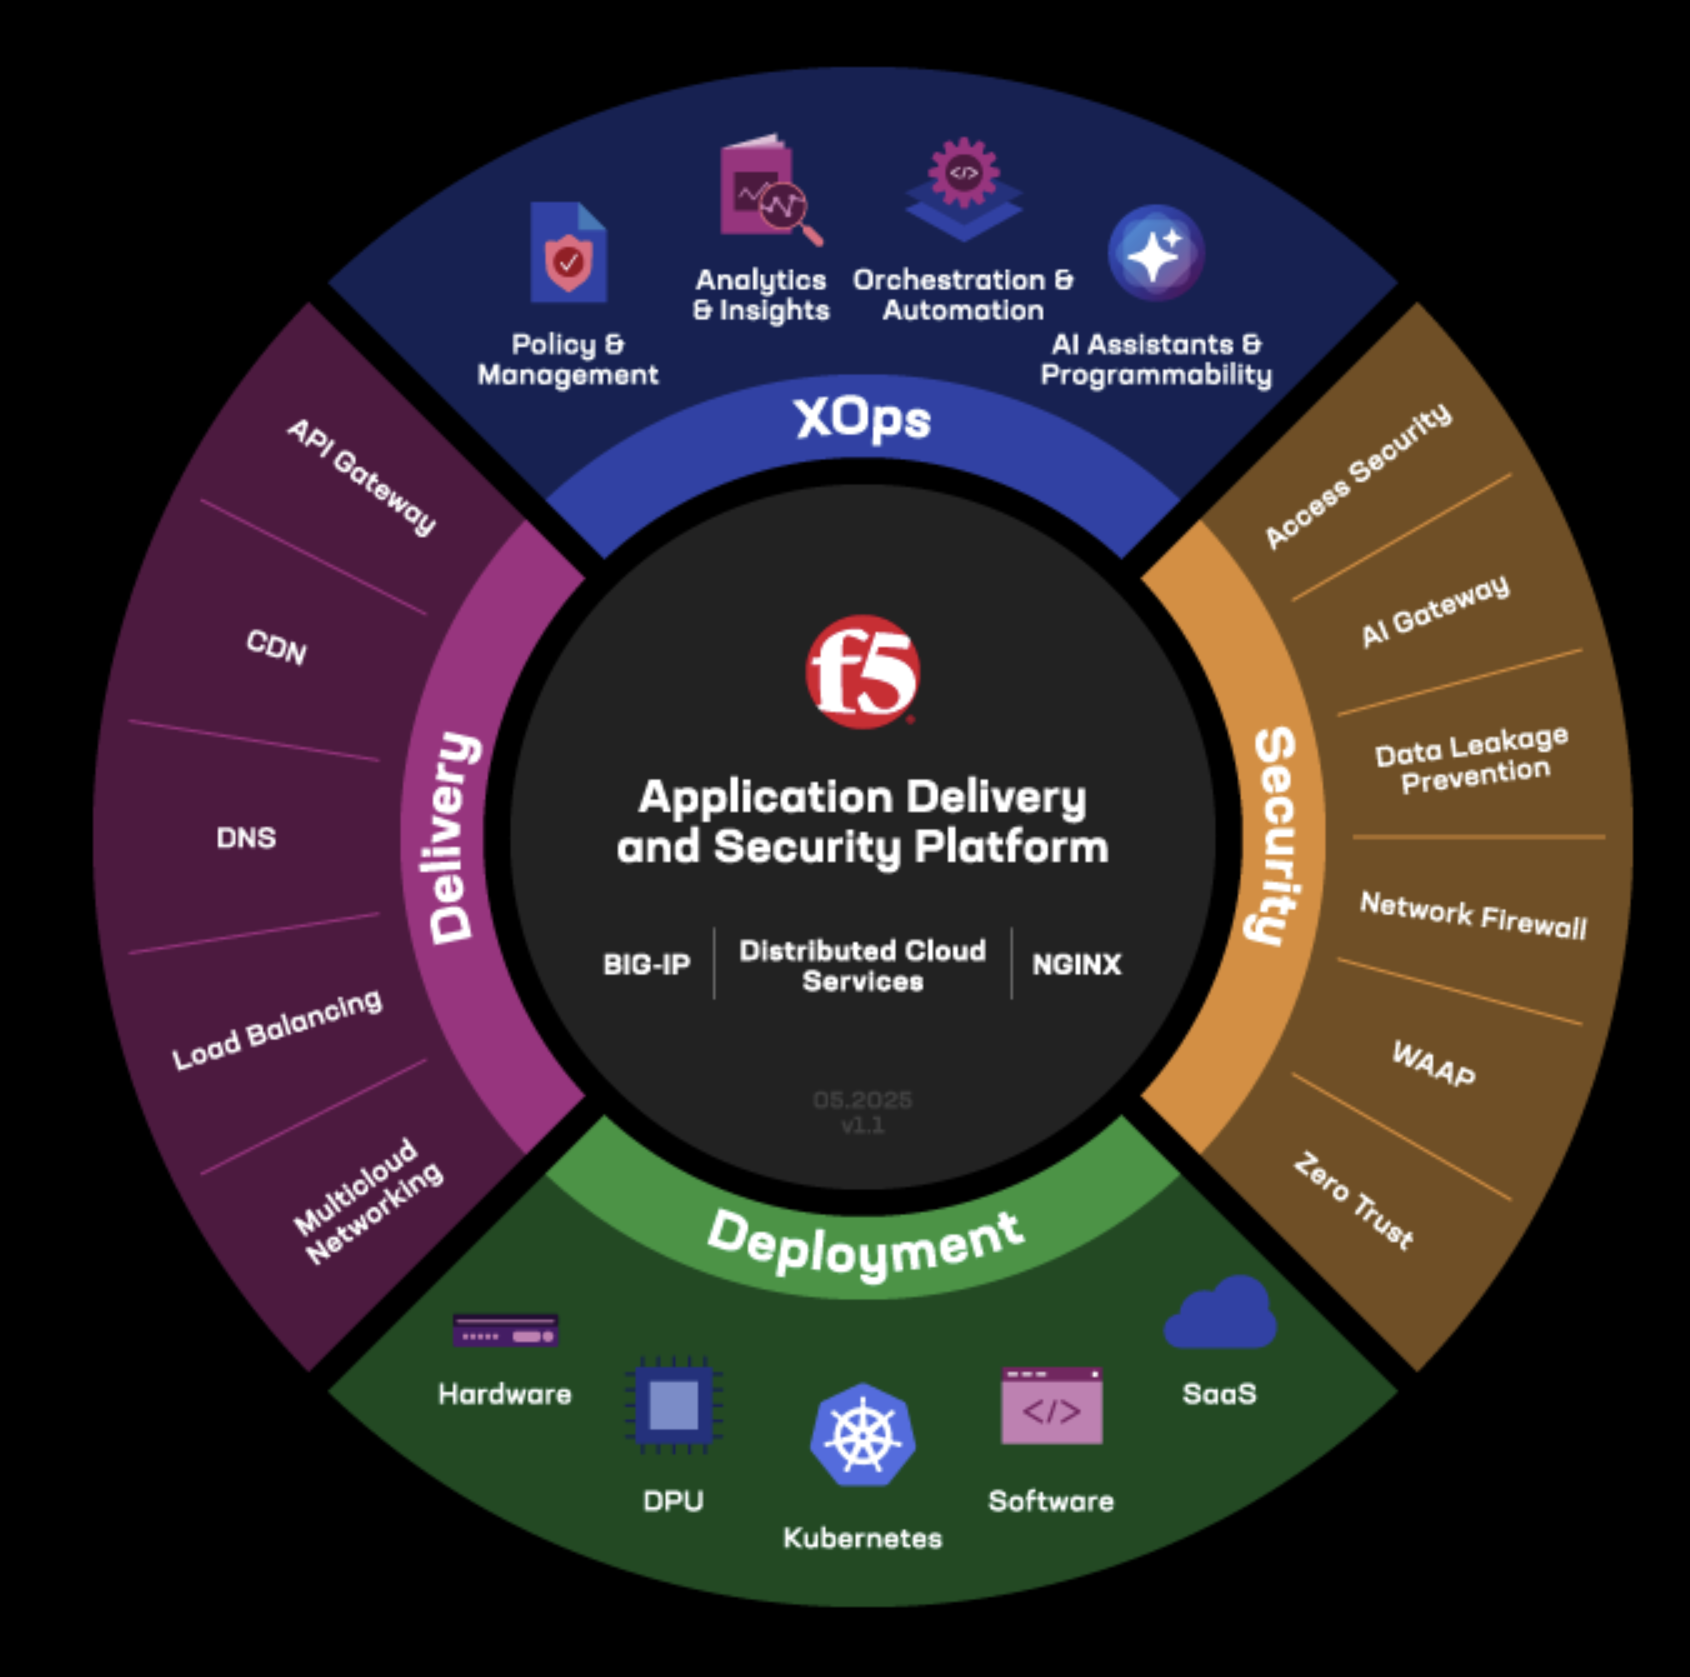 Policy &
Management
Analytics
& Insights
Orchestration &
Automation
AI Assistants &
Programmability
XOps
API Gateway
CDN
DNS
Load Balancing
Multicloud
Networking
Delivery
f5
Application Delivery
and Security Platform
BIG-IP
Distributed Cloud
Services
NGINX
05.2025
v1.1
Security
Access Security
AI Gateway
Data Leakage
Prevention
Network Firewall
WAAP
Zero Trust
Deployment
Hardware
DPU
Kubernetes
</>
Software
SaaS